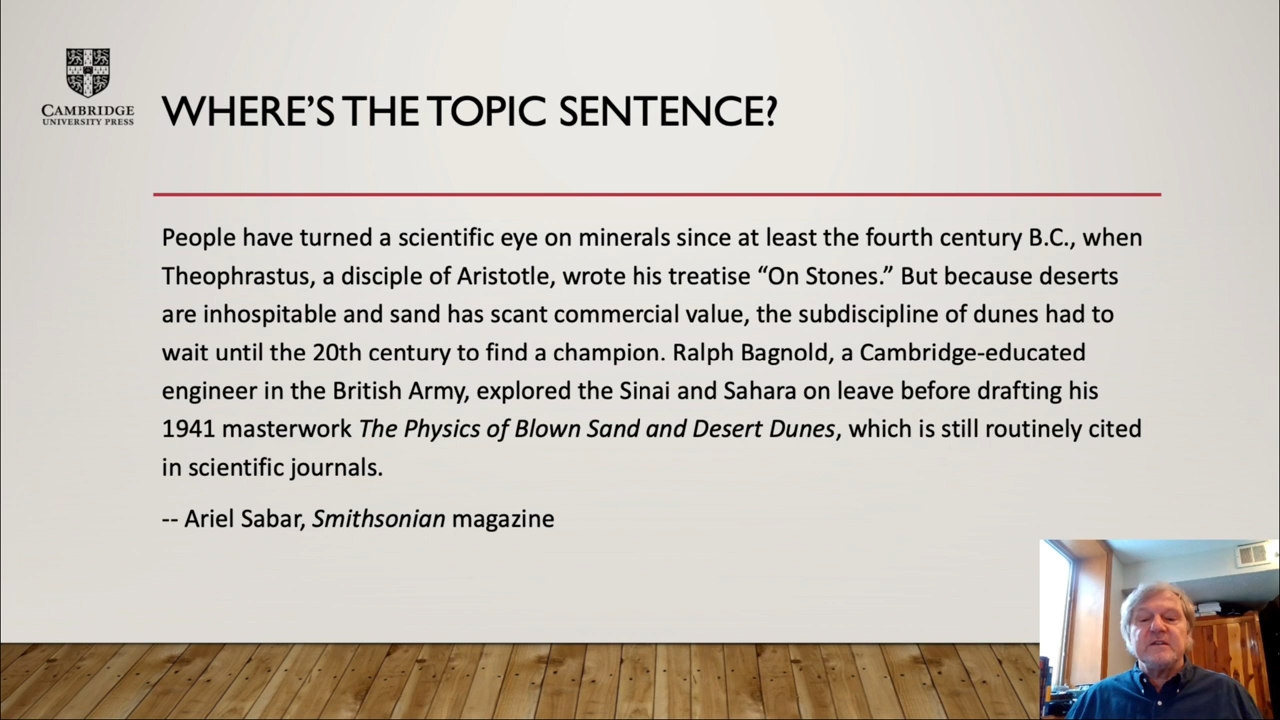 CAMBRIDGE
UNIVERSITY PRESS
WHERE'S THE TOPIC SENTENCE?
People have turned a scientific eye on minerals since at least the fourth century B.C., when
Theophrastus, a disciple of Aristotle, wrote his treatise “On Stones.” But because deserts
are inhospitable and sand has scant commercial value, the subdiscipline of dunes had to
wait until the 20th century to find a champion. Ralph Bagnold, a Cambridge-educated
engineer in the British Army, explored the Sinai and Sahara on leave before drafting his
1941 masterwork The Physics of Blown Sand and Desert Dunes, which is still routinely cited
in scientific journals.
-- Ariel Sabar, Smithsonian magazine